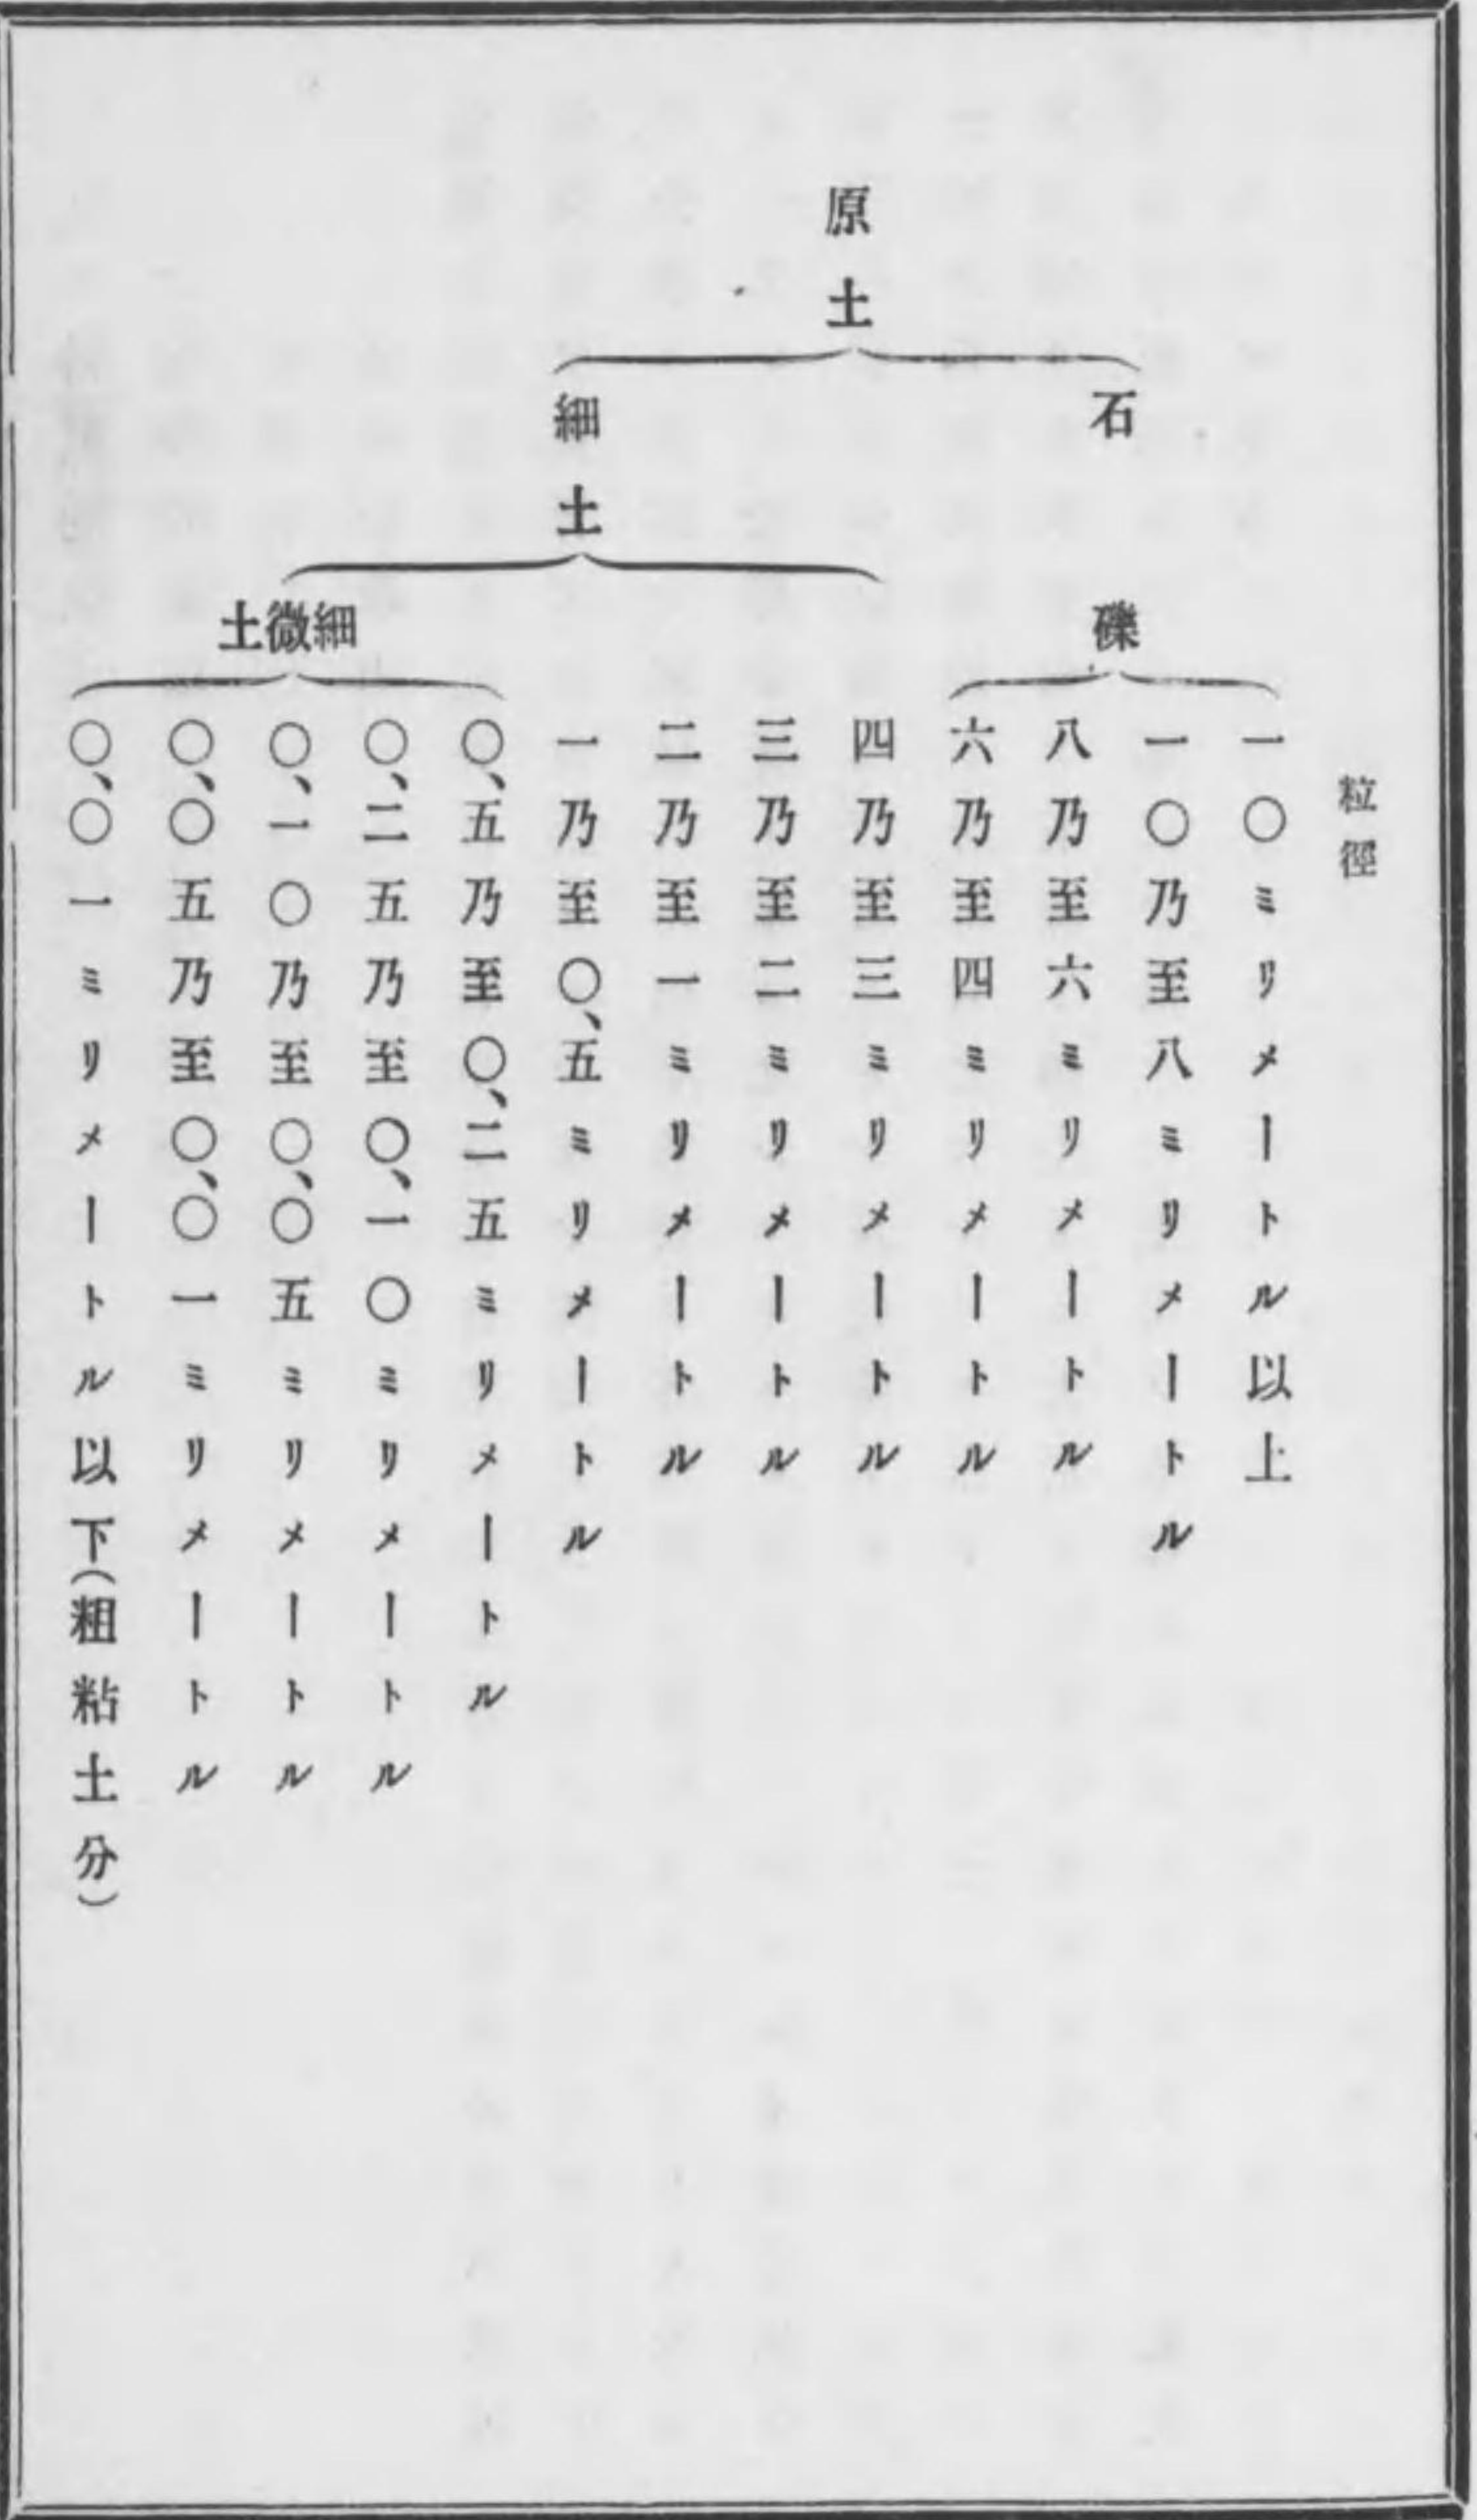 粒徑
原土
石
礫
一〇ミリメートル以上
一〇乃至八ミリメートル
八乃至六ミリメートル
六乃至四ミリメートル
細土
四乃至三ミリメートル
三乃至二ミリメートル
二乃至一ミリメートル
一乃至〇、五ミリメートル
細微土
〇、五乃至〇、二五ミリメートル
〇、二五乃至〇、一〇ミリメートル
〇、一〇乃至〇、〇五ミリメートル
〇、〇五乃至〇、〇一ミリメートル
〇、〇一ミリメートル以下(粗粘土分)